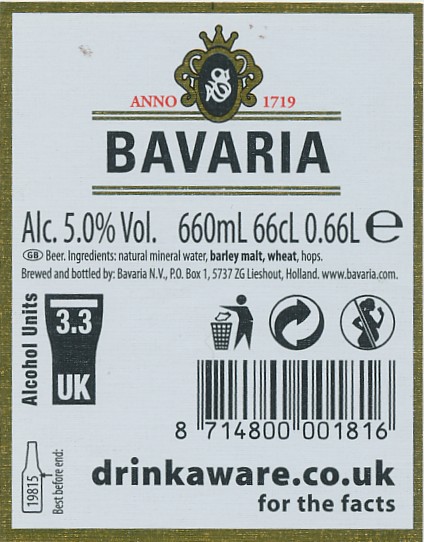 ANNO 1719
BAVARIA
Alc. 5.0% Vol. 660mL 66cL 0.66L e
GB Beer. Ingredients: natural mineral water, barley malt, wheat, hops.
Brewed and bottled by: Bavaria N.V., P.O. Box 1, 5737 ZG Lieshout, Holland. www.bavaria.com.
Alcohol Units
3.3
UK
8 714800 001816
19815
Best before end:
drinkaware.co.uk
for the facts